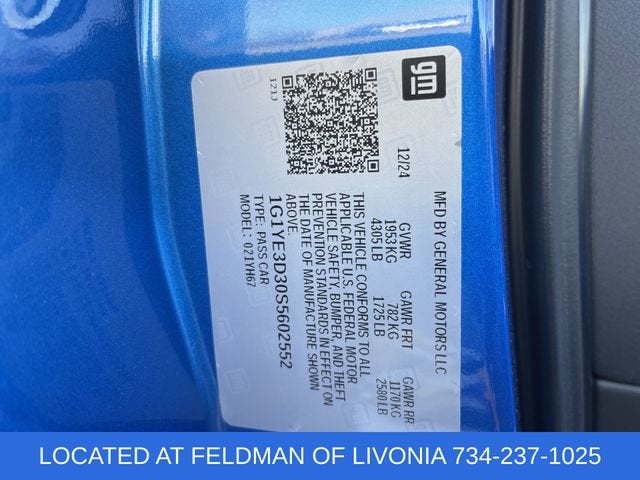 gm
MFD BY GENERAL MOTORS LLC
12/24
GVWR GAWR FRT GAWR RR
1953 KG 782 KG 1170 KG
4305 LB 1725 LB 2580 LB
THIS VEHICLE CONFORMS TO ALL
APPLICABLE U.S. FEDERAL MOTOR
VEHICLE SAFETY, BUMPER, AND THEFT
PREVENTION STANDARDS IN EFFECT ON
THE DATE OF MANUFACTURE SHOWN
ABOVE.
1G1YE3D30S5602552
TYPE: PASS CAR
MODEL: 021YH67
121J
LOCATED AT FELDMAN OF LIVONIA 734-237-1025